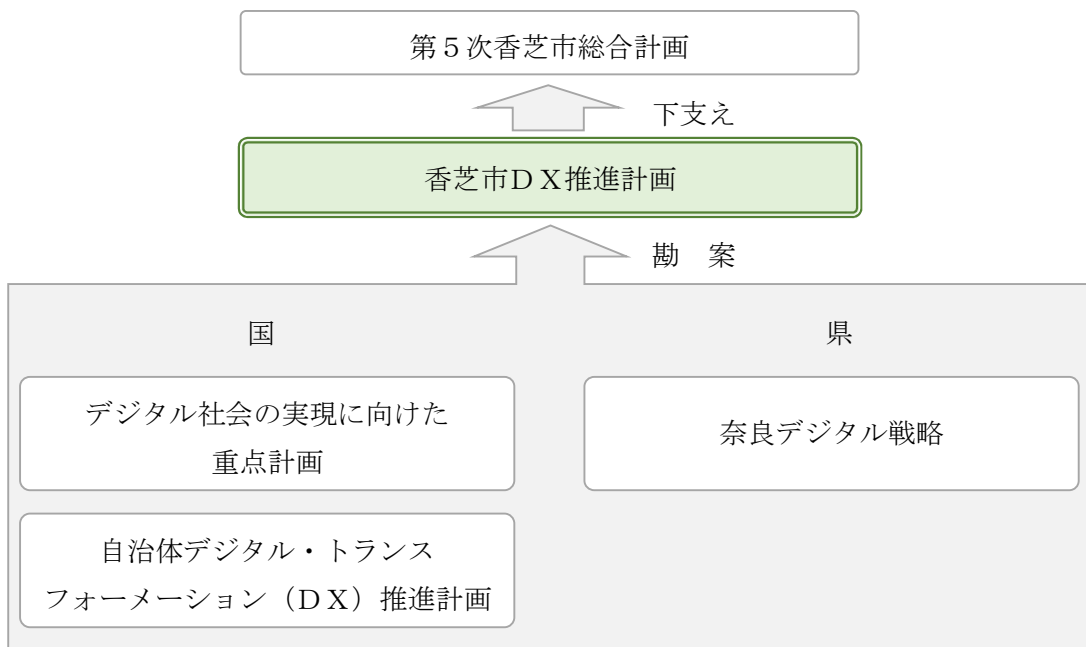 第５次香芝市総合計画
下支え
香芝市ＤＸ推進計画
勘　案
国
県
デジタル社会の実現に向けた
重点計画
奈良デジタル戦略
自治体デジタル・トランス
フォーメーション（ＤＸ）推進計画